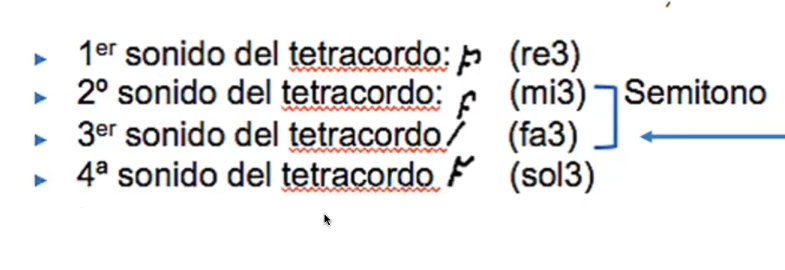 1er sonido del tetracordo: (re3)
2º sonido del tetracordo: (mi3) Semitono
3er sonido del tetracordo (fa3)
4ª sonido del tetracordo (sol3)